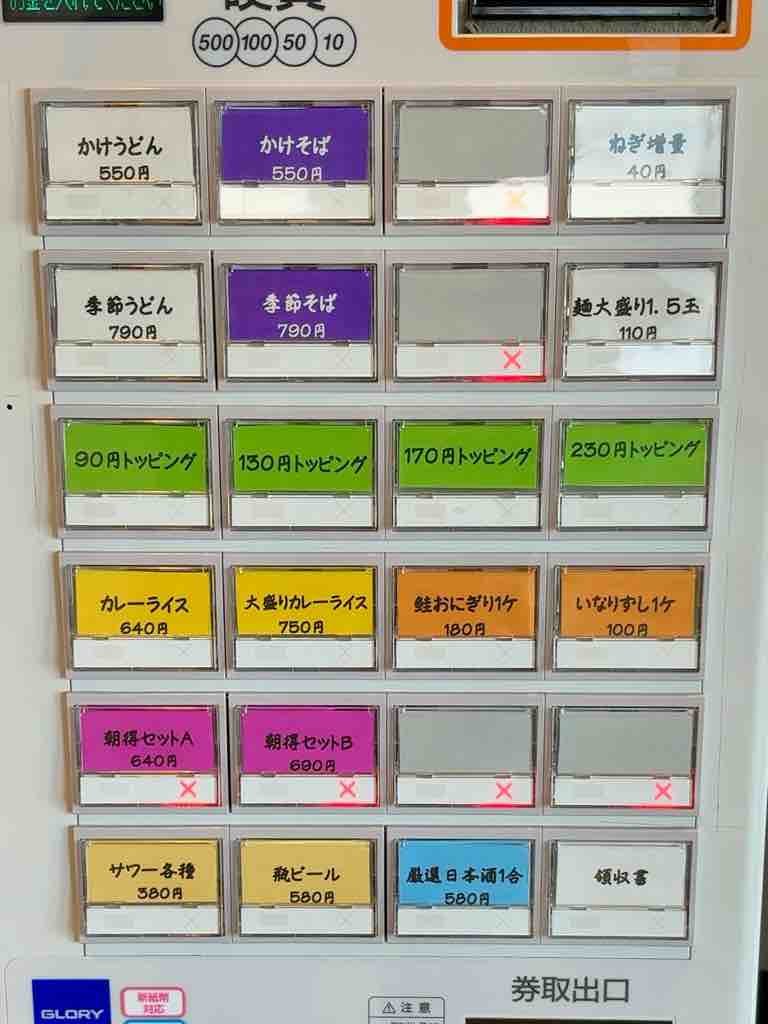 お金を入れてください
硬貨
500 100 50 10
かけうどん
550円
かけそば
550円
ねぎ増量
40円
季節うどん
790円
季節そば
790円
麺大盛り1.5玉
110円
90円トッピング
130円トッピング
170円トッピング
230円トッピング
カレーライス
640円
大盛りカレーライス
750円
鮭おにぎり1ケ
180円
いなりずし1ケ
100円
朝得セットA
640円
朝得セットB
690円
サワー各種
380円
瓶ビール
580円
厳選日本酒1合
580円
領収書
券取出口
GLORY
新紙幣
対応
注意